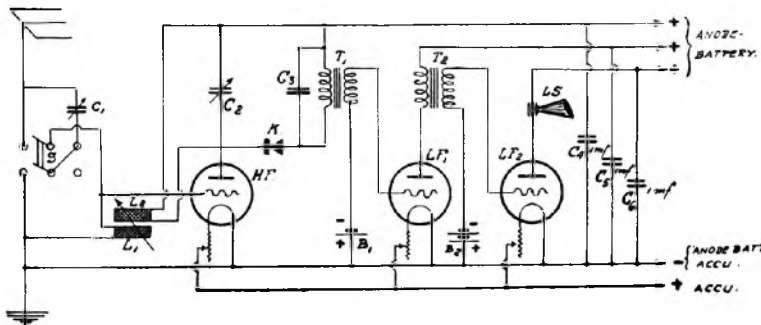 +
ANODE-
+
BATTERY.
+
C1
C2
C3
T1
T2
K
LS
S
HF
LF1
LF2
C4 1mf
C5 1mf
C6 1mf
L2
L1
-
+
B1
-
+
B2
- ANODE BATT
ACCU.
+ ACCU.